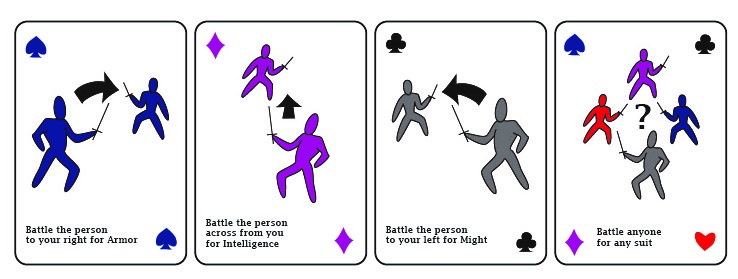 Battle the person
to your right for Armor
Battle the person
across from you
for Intelligence
Battle the person
to your left for Might
?
Battle anyone
for any suit